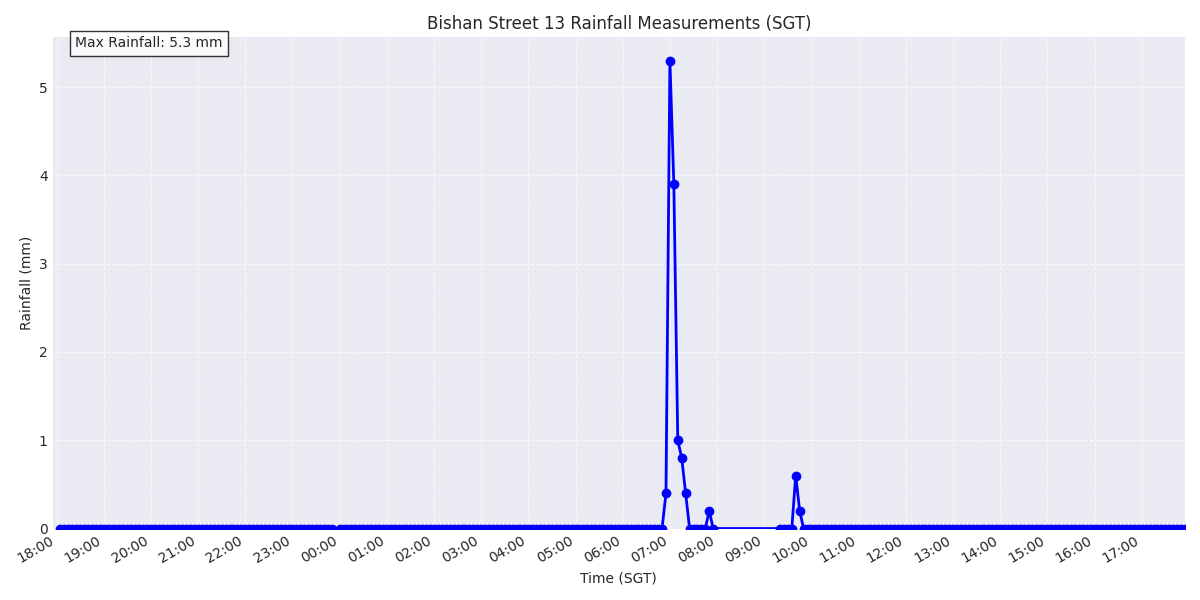 Bishan Street 13 Rainfall Measurements (SGT)
Max Rainfall: 5.3 mm
5
4
3
2
1
0
Rainfall (mm)
18:00 19:00 20:00 21:00 22:00 23:00 00:00 01:00 02:00 03:00 04:00 05:00 06:00 07:00 08:00 09:00 10:00 11:00 12:00 13:00 14:00 15:00 16:00 17:00
Time (SGT)